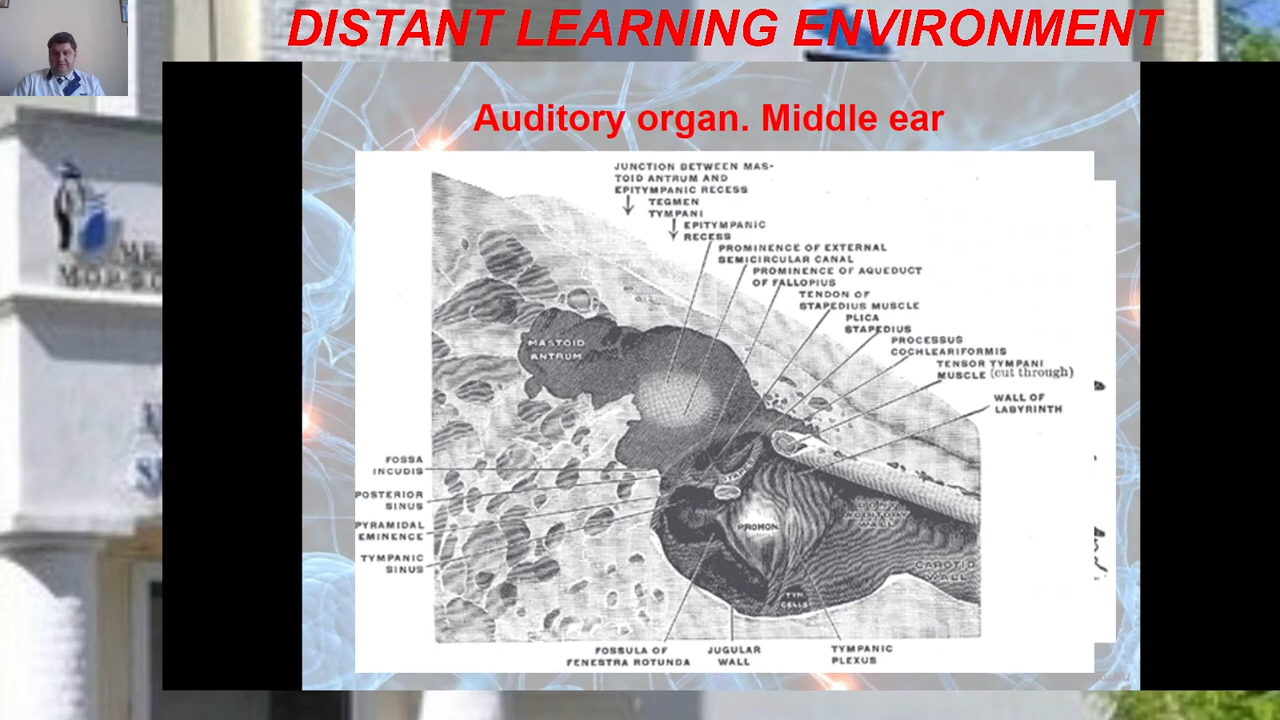 DISTANT LEARNING ENVIRONMENT
Auditory organ. Middle ear
JUNCTION BETWEEN MAS-
TOID ANTRUM AND
EPITYMPANIC RECESS
TEGMEN
TYMPANI
EPITYMPANIC
RECESS
PROMINENCE OF EXTERNAL
SEMICIRCULAR CANAL
PROMINENCE OF AQUEDUCT
OF FALLOPIUS
TENDON OF
STAPEDIUS MUSCLE
PLICA
STAPEDIUS
PROCESSUS
COCHLEARIFORMIS
TENSOR TYMPANI
MUSCLE (cut through)
WALL OF
LABYRINTH
MASTOID
ANTRUM
FOSSA
INCUDIS
POSTERIOR
SINUS
PYRAMIDAL
EMINENCE
TYMPANIC
SINUS
PROMON.
CAROTID
WALL
TYM.
CELLS
FOSSULA OF
FENESTRA ROTUNDA
JUGULAR
WALL
TYMPANIC
PLEXUS